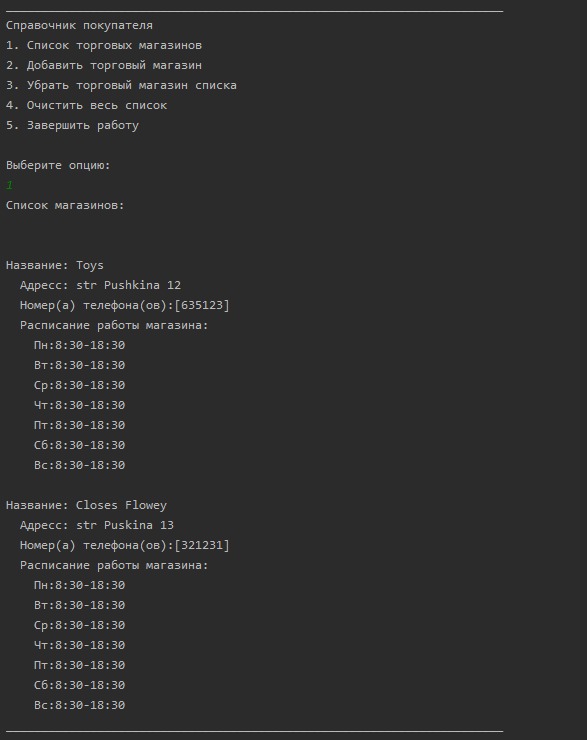 Справочник покупателя
1. Список торговых магазинов
2. Добавить торговый магазин
3. Убрать торговый магазин списка
4. Очистить весь список
5. Завершить работу
Выберите опцию:
1
Список магазинов:
Название: Toys
Адресс: str Pushkina 12
Номер(а) телефона(ов):[635123]
Расписание работы магазина:
Пн:8:30-18:30
Вт:8:30-18:30
Ср:8:30-18:30
Чт:8:30-18:30
Пт:8:30-18:30
Сб:8:30-18:30
Вс:8:30-18:30
Название: Closes Flowey
Адресс: str Puskina 13
Номер(а) телефона(ов):[321231]
Расписание работы магазина:
Пн:8:30-18:30
Вт:8:30-18:30
Ср:8:30-18:30
Чт:8:30-18:30
Пт:8:30-18:30
Сб:8:30-18:30
Вс:8:30-18:30